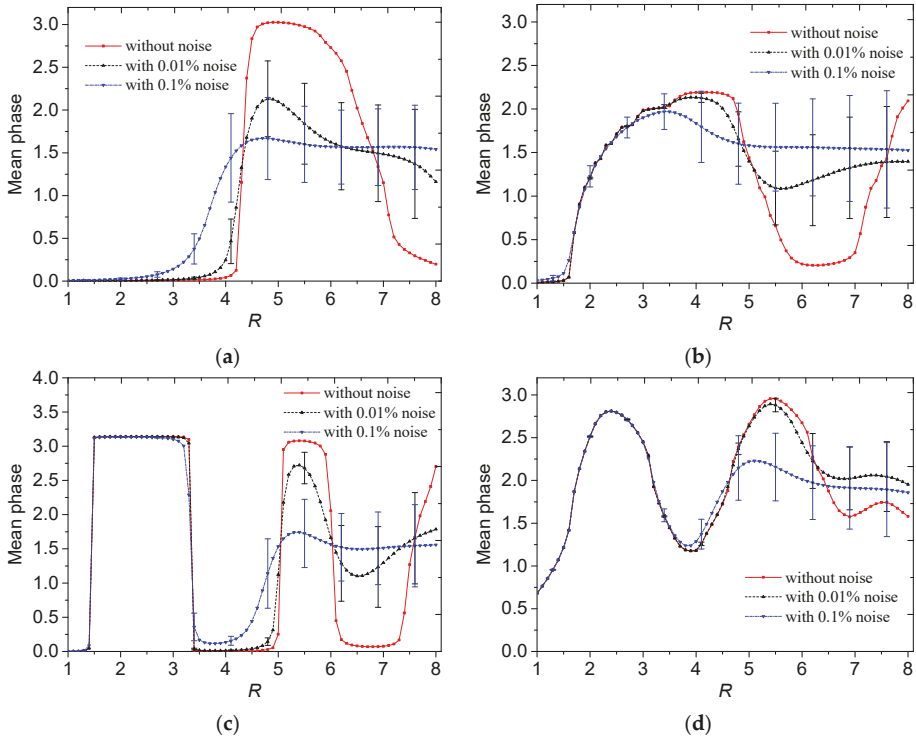 Mean phase
3.0
2.5
2.0
1.5
1.0
0.5
0.0
without noise
with 0.01% noise
with 0.1% noise
1 2 3 4 5 6 7 8
R
(a)
Mean phase
3.0
2.5
2.0
1.5
1.0
0.5
0.0
without noise
with 0.01% noise
with 0.1% noise
1 2 3 4 5 6 7 8
R
(b)
Mean phase
4.0
3.5
3.0
2.5
2.0
1.5
1.0
0.5
0.0
without noise
with 0.01% noise
with 0.1% noise
1 2 3 4 5 6 7 8
R
(c)
Mean phase
3.0
2.5
2.0
1.5
1.0
0.5
0.0
without noise
with 0.01% noise
with 0.1% noise
1 2 3 4 5 6 7 8
R
(d)